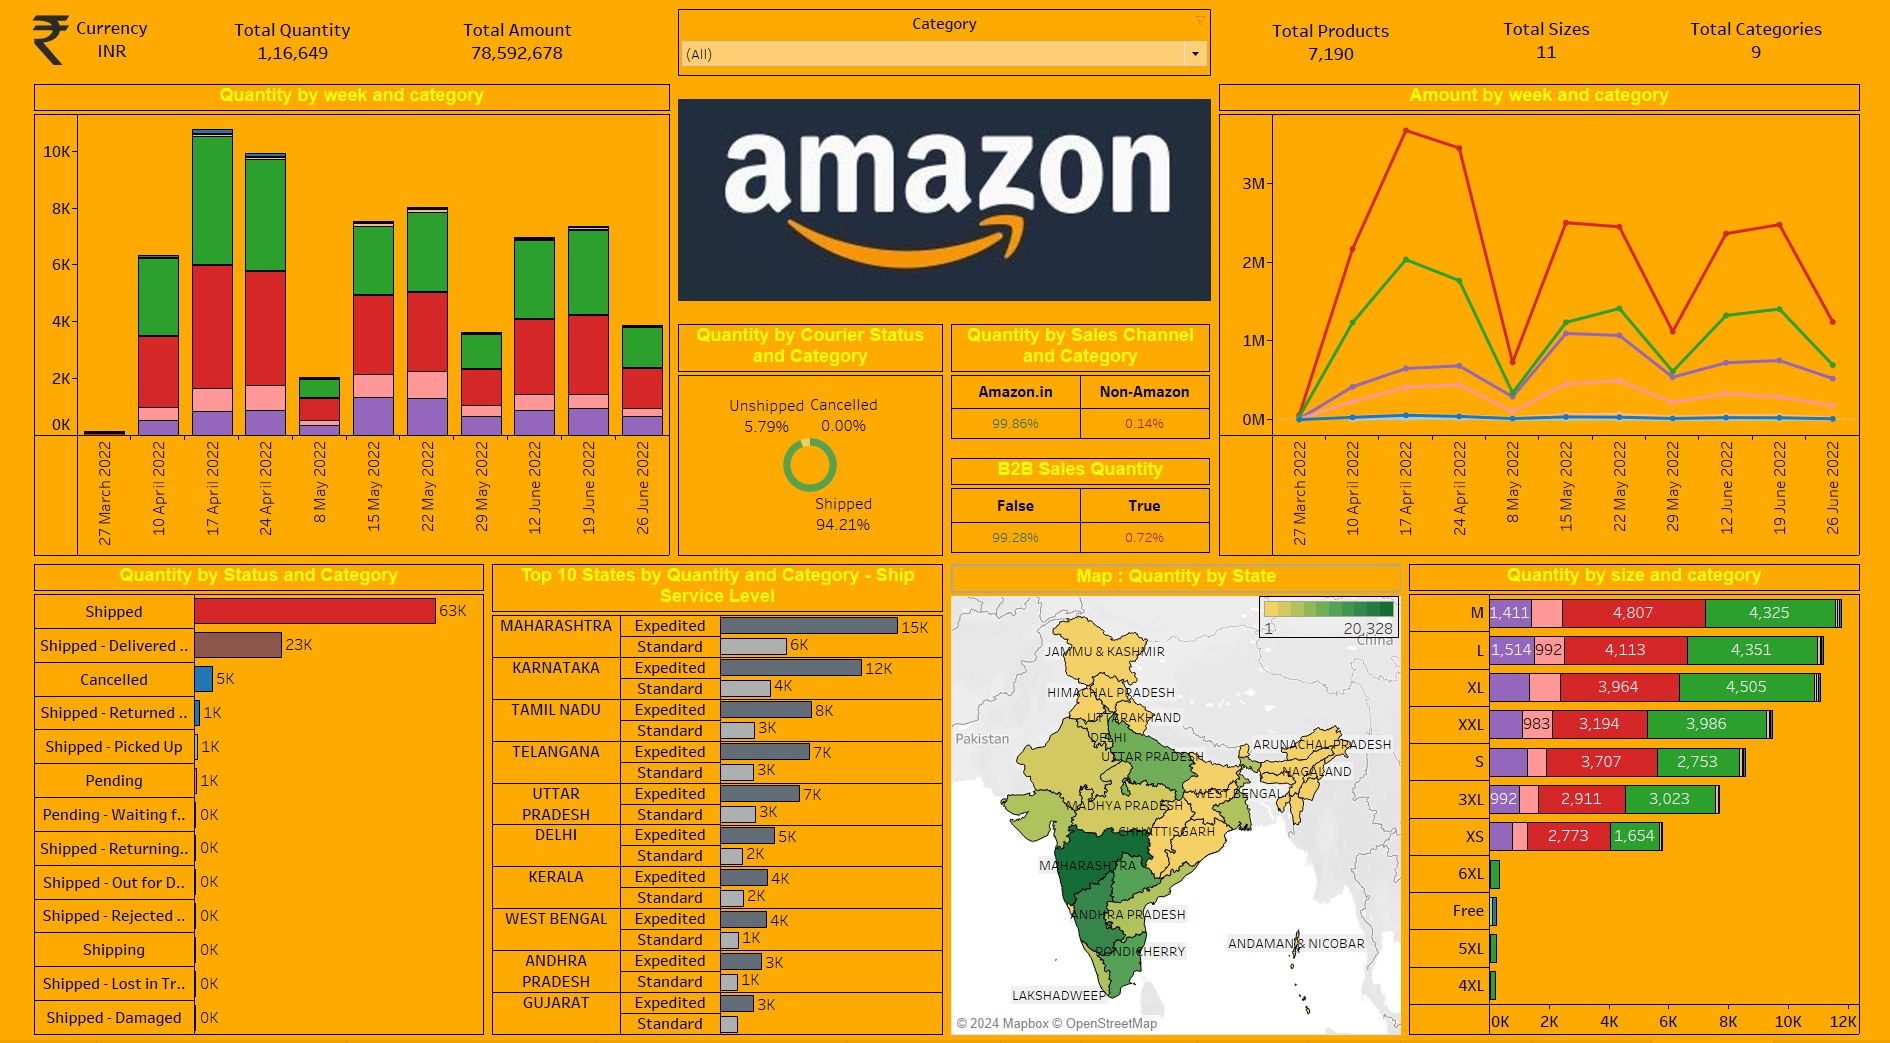 Currency
INR
Total Quantity
1,16,649
Total Amount
78,592,678
Category
(All)
Total Products
7,190
Total Sizes
11
Total Categories
9
Quantity by week and category
10K
8K
6K
4K
2K
0K
27 March 2022
10 April 2022
17 April 2022
24 April 2022
8 May 2022
15 May 2022
22 May 2022
29 May 2022
12 June 2022
19 June 2022
26 June 2022
amazon
Quantity by Courier Status
and Category
Unshipped
5.79%
Cancelled
0.00%
Shipped
94.21%
Quantity by Sales Channel
and Category
Amazon.in Non-Amazon
99.86% 0.14%
B2B Sales Quantity
False True
99.28% 0.72%
Amount by week and category
3M
2M
1M
0M
27 March 2022
10 April 2022
17 April 2022
24 April 2022
8 May 2022
15 May 2022
22 May 2022
29 May 2022
12 June 2022
19 June 2022
26 June 2022
Quantity by Status and Category
Shipped 63K
Shipped - Delivered .. 23K
Cancelled 5K
Shipped - Returned .. 1K
Shipped - Picked Up 1K
Pending 1K
Pending - Waiting f.. 0K
Shipped - Returning.. 0K
Shipped - Out for D.. 0K
Shipped - Rejected .. 0K
Shipping 0K
Shipped - Lost in Tr.. 0K
Shipped - Damaged 0K
Top 10 States by Quantity and Category - Ship
Service Level
MAHARASHTRA Expedited 15K
Standard 6K
KARNATAKA Expedited 12K
Standard 4K
TAMIL NADU Expedited 8K
Standard 3K
TELANGANA Expedited 7K
Standard 3K
UTTAR Expedited 7K
PRADESH Standard 3K
DELHI Expedited 5K
Standard 2K
KERALA Expedited 4K
Standard 2K
WEST BENGAL Expedited 4K
Standard 1K
ANDHRA Expedited 3K
PRADESH Standard 1K
GUJARAT Expedited 3K
Standard
Map : Quantity by State
1 20,328
China
JAMMU & KASHMIR
HIMACHAL PRADESH
UTTARAKHAND
Pakistan
DELHI
ARUNACHAL PRADESH
UTTAR PRADESH
NAGALAND
WEST BENGAL
MADHYA PRADESH
CHHATTISGARH
MAHARASHTRA
ANDHRA PRADESH
ANDAMAN & NICOBAR
PONDICHERRY
LAKSHADWEEP
© 2024 Mapbox © OpenStreetMap
Quantity by size and category
M 1,411 4,807 4,325
L 1,514 992 4,113 4,351
XL 3,964 4,505
XXL 983 3,194 3,986
S 3,707 2,753
3XL 992 2,911 3,023
XS 2,773 1,654
6XL
Free
5XL
4XL
0K 2K 4K 6K 8K 10K 12K